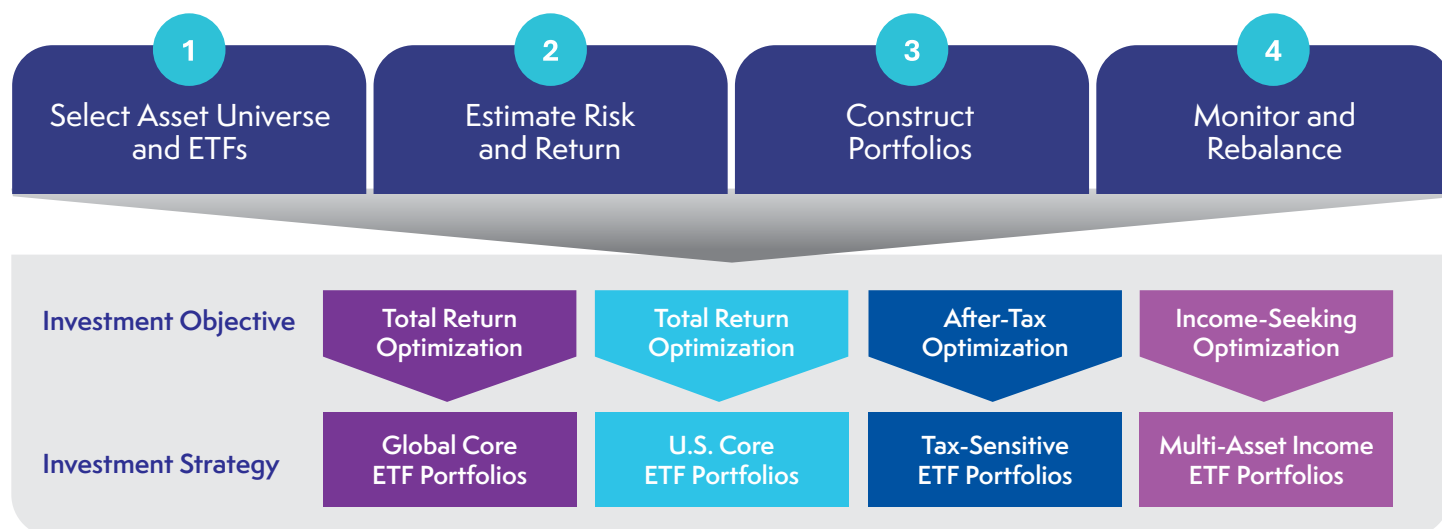 1
Select Asset Universe
and ETFs
2
Estimate Risk
and Return
3
Construct
Portfolios
4
Monitor and
Rebalance
Investment Objective
Total Return
Optimization
Total Return
Optimization
After-Tax
Optimization
Income-Seeking
Optimization
Investment Strategy
Global Core
ETF Portfolios
U.S. Core
ETF Portfolios
Tax-Sensitive
ETF Portfolios
Multi-Asset Income
ETF Portfolios